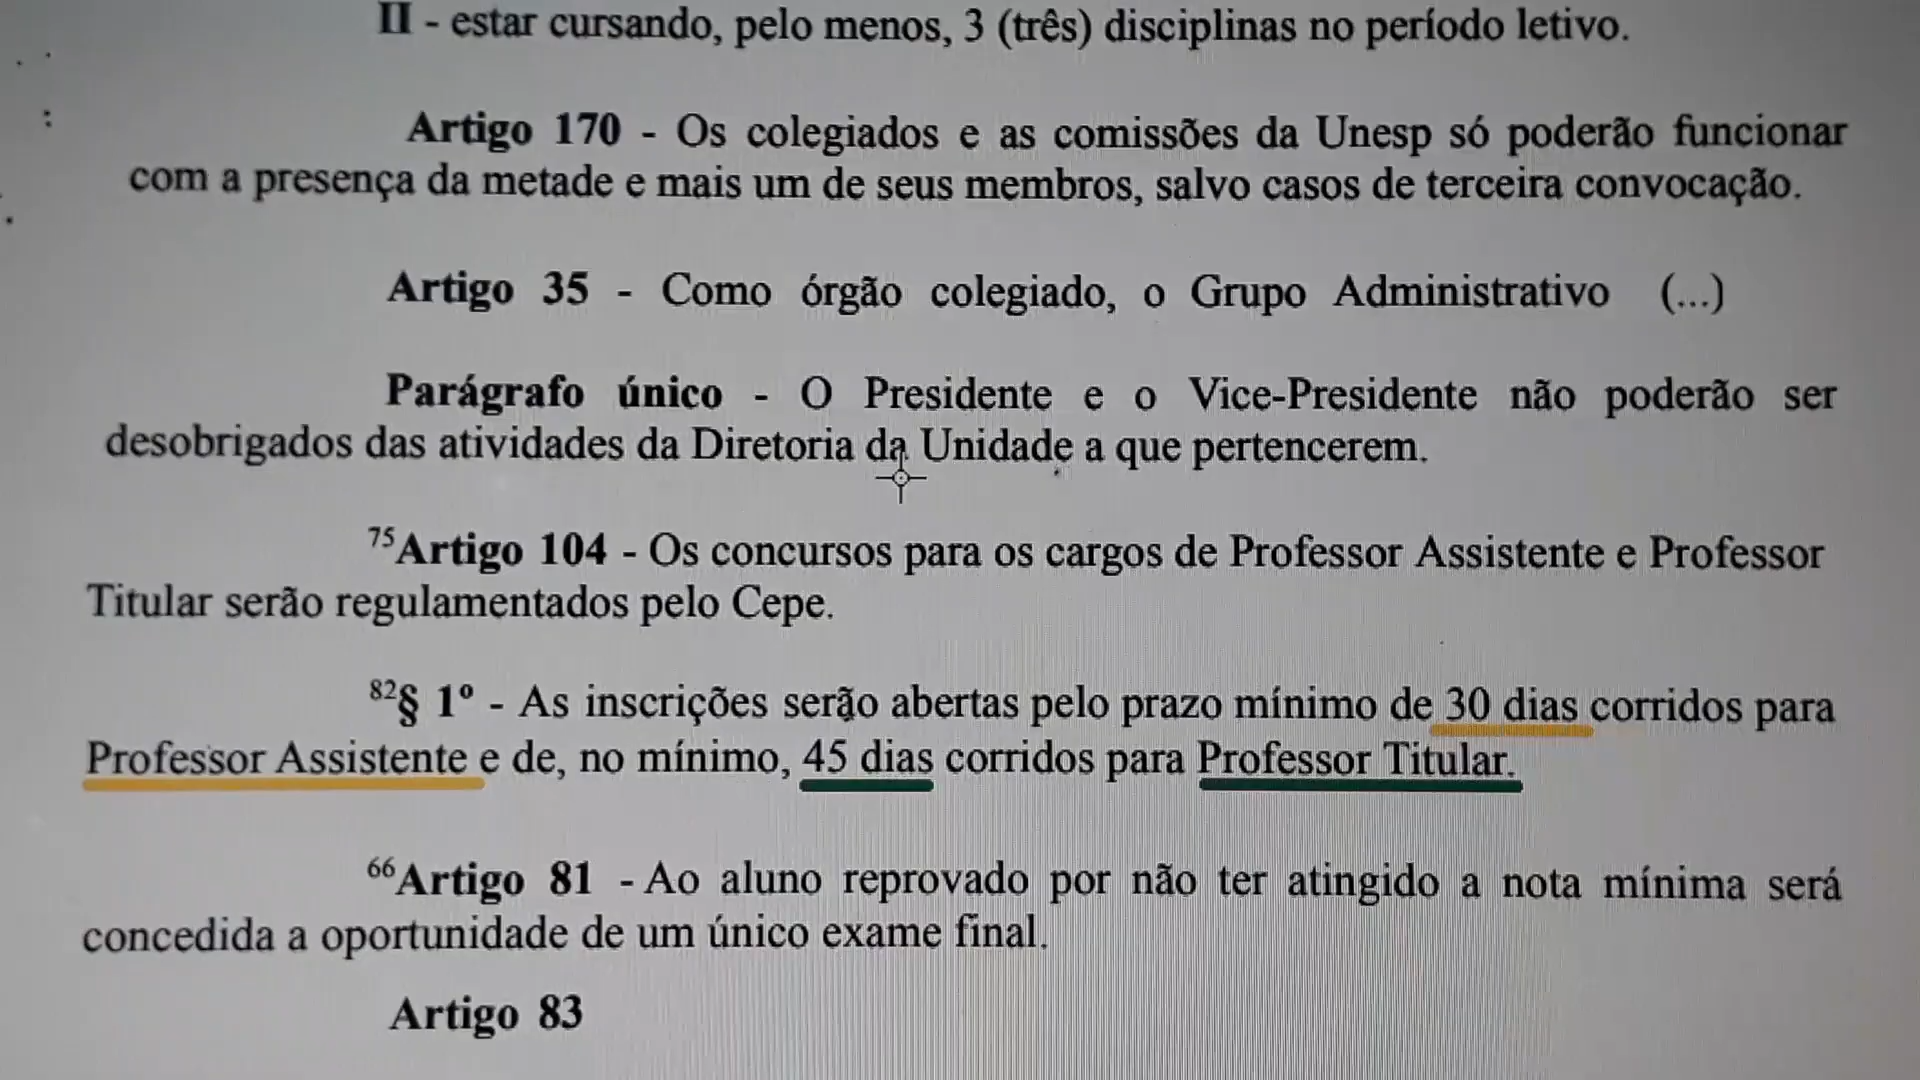 II - estar cursando, pelo menos, 3 (três) disciplinas no período letivo.
Artigo 170 - Os colegiados e as comissões da Unesp só poderão funcionar
com a presença da metade e mais um de seus membros, salvo casos de terceira convocação.
Artigo 35 - Como órgão colegiado, o Grupo Administrativo (...)
Parágrafo único - O Presidente e o Vice-Presidente não poderão ser
desobrigados das atividades da Diretoria da Unidade a que pertencerem.
75Artigo 104 - Os concursos para os cargos de Professor Assistente e Professor
Titular serão regulamentados pelo Cepe.
82§ 1º - As inscrições serão abertas pelo prazo mínimo de 30 dias corridos para
Professor Assistente e de, no mínimo, 45 dias corridos para Professor Titular.
66Artigo 81 - Ao aluno reprovado por não ter atingido a nota mínima será
concedida a oportunidade de um único exame final.
Artigo 83